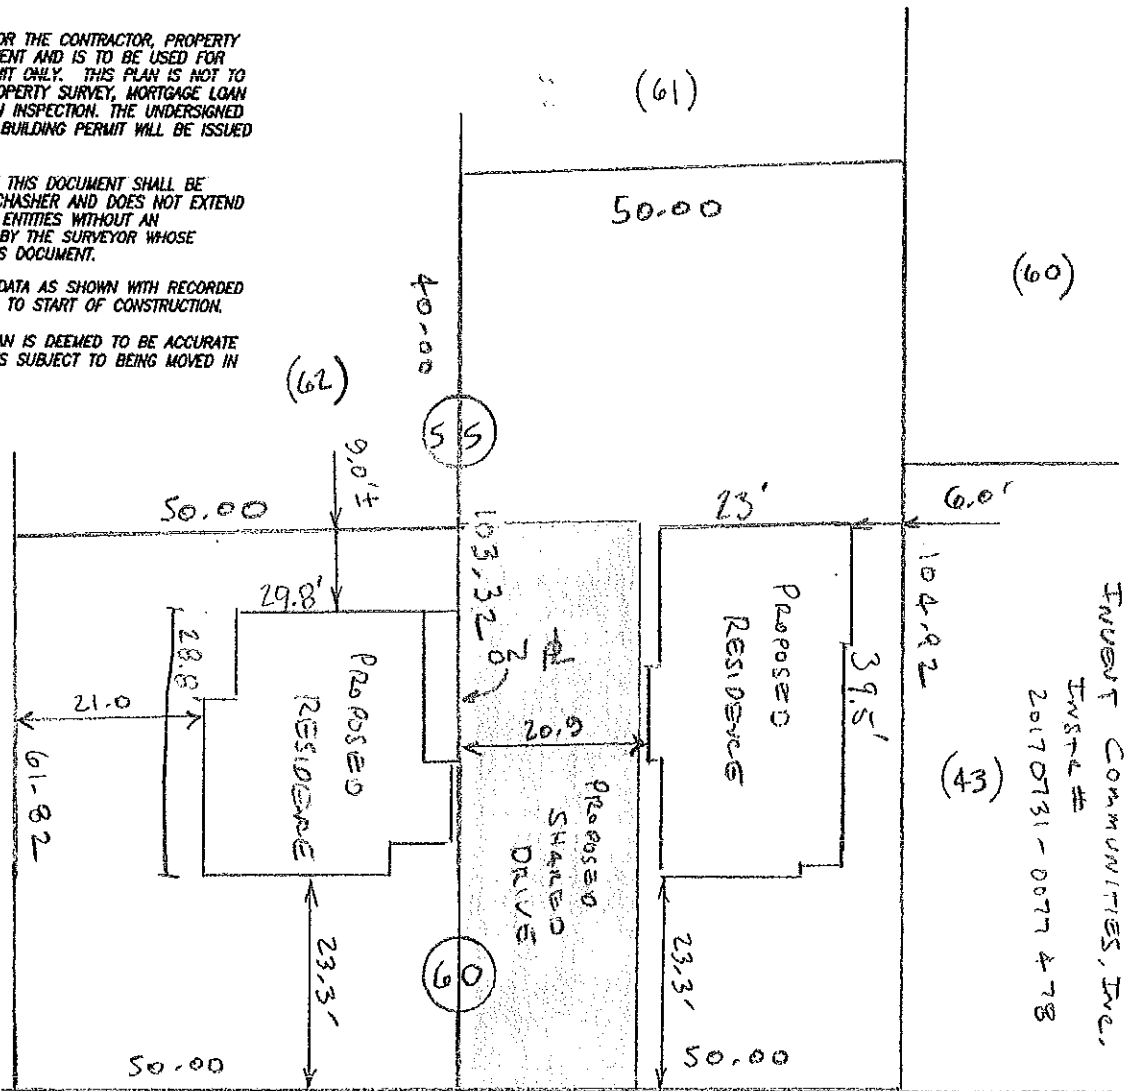 OR THE CONTRACTOR, PROPERTY
ENT AND IS TO BE USED FOR
IT ONLY. THIS PLAN IS NOT TO
OPERTY SURVEY, MORTGAGE LOAN
N INSPECTION. THE UNDERSIGNED
BUILDING PERMIT WILL BE ISSUED
THIS DOCUMENT SHALL BE
CHASHER AND DOES NOT EXTEND
ENTITIES WITHOUT AN
BY THE SURVEYOR WHOSE
S DOCUMENT.
DATA AS SHOWN WITH RECORDED
TO START OF CONSTRUCTION.
AN IS DEEMED TO BE ACCURATE
S SUBJECT TO BEING MOVED IN
(61)
50.00
(60)
40.00
(62)
55
9.0'±
50.00
23'
6.0'
103.32
104.92
29.8'
28.8'
21.0
61.82
PROPOSED
RESIDENCE
20.9
PROPOSED
SHARED
DRIVE
PROPOSED
RESIDENCE
39.5'
(43)
INVENT COMMUNITIES, INC.
INSTR #
20170731-0077 & 78
60
23.3'
23.3'
50.00
50.00